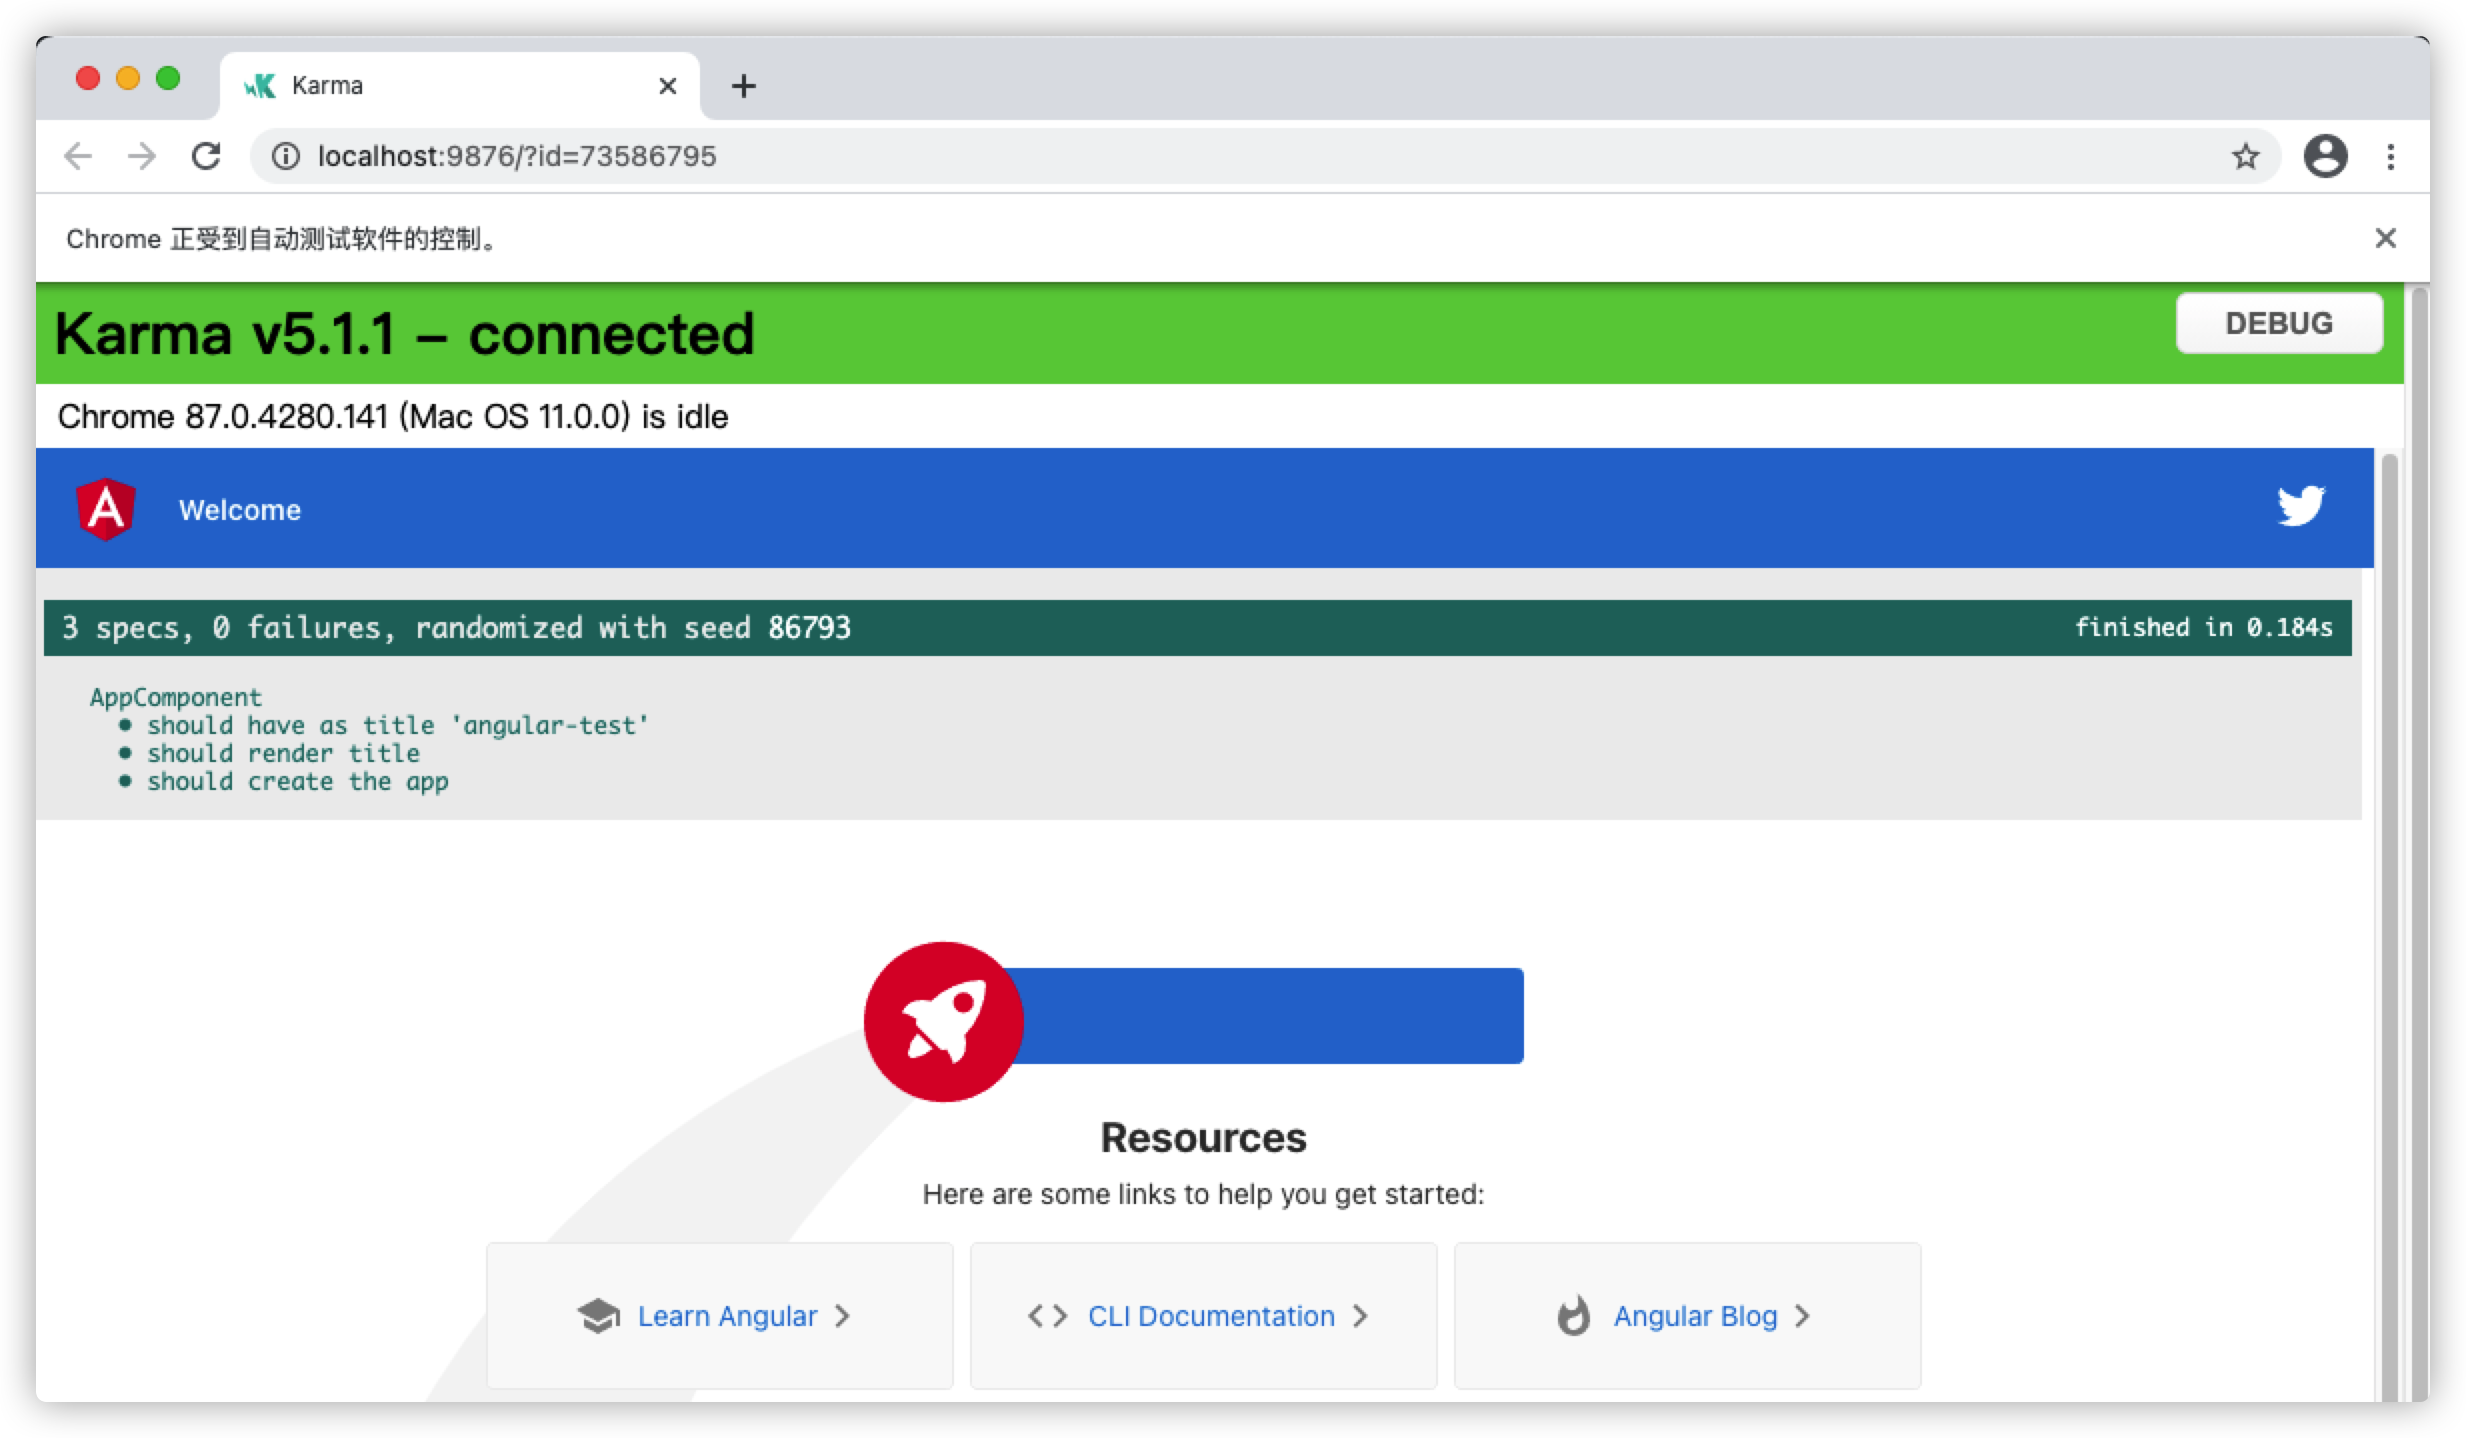 Karma
localhost:9876/?id=73586795
Chrome 正受到自动测试软件的控制。
Karma v5.1.1 – connected
DEBUG
Chrome 87.0.4280.141 (Mac OS 11.0.0) is idle
Welcome
3 specs, 0 failures, randomized with seed 86793
finished in 0.184s
AppComponent
• should have as title 'angular-test'
• should render title
• should create the app
Resources
Here are some links to help you get started:
Learn Angular
CLI Documentation
Angular Blog